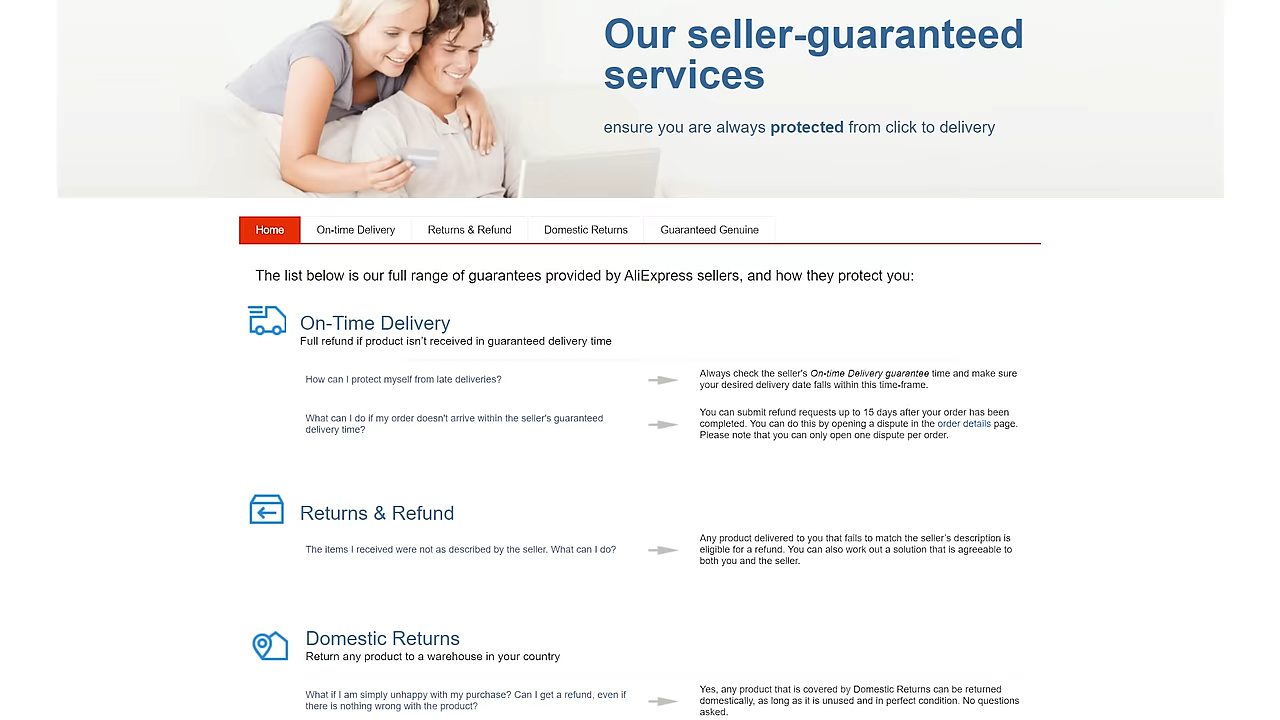 Our seller-guaranteed
services
ensure you are always protected from click to delivery
Home
On-time Delivery
Returns & Refund
Domestic Returns
Guaranteed Genuine
The list below is our full range of guarantees provided by AliExpress sellers, and how they protect you:
On-Time Delivery
Full refund if product isn't received in guaranteed delivery time
How can I protect myself from late deliveries?
Always check the seller's On-time Delivery guarantee time and make sure
your desired delivery date falls within this time-frame.
What can I do if my order doesn't arrive within the seller's guaranteed
delivery time?
You can submit refund requests up to 15 days after your order has been
completed. You can do this by opening a dispute in the order details page.
Please note that you can only open one dispute per order.
Returns & Refund
The items I received were not as described by the seller. What can I do?
Any product delivered to you that fails to match the seller's description is
eligible for a refund. You can also work out a solution that is agreeable to
both you and the seller.
Domestic Returns
Return any product to a warehouse in your country
What if I am simply unhappy with my purchase? Can I get a refund, even if
there is nothing wrong with the product?
Yes, any product that is covered by Domestic Returns can be returned
domestically, as long as it is unused and in perfect condition. No questions
asked.